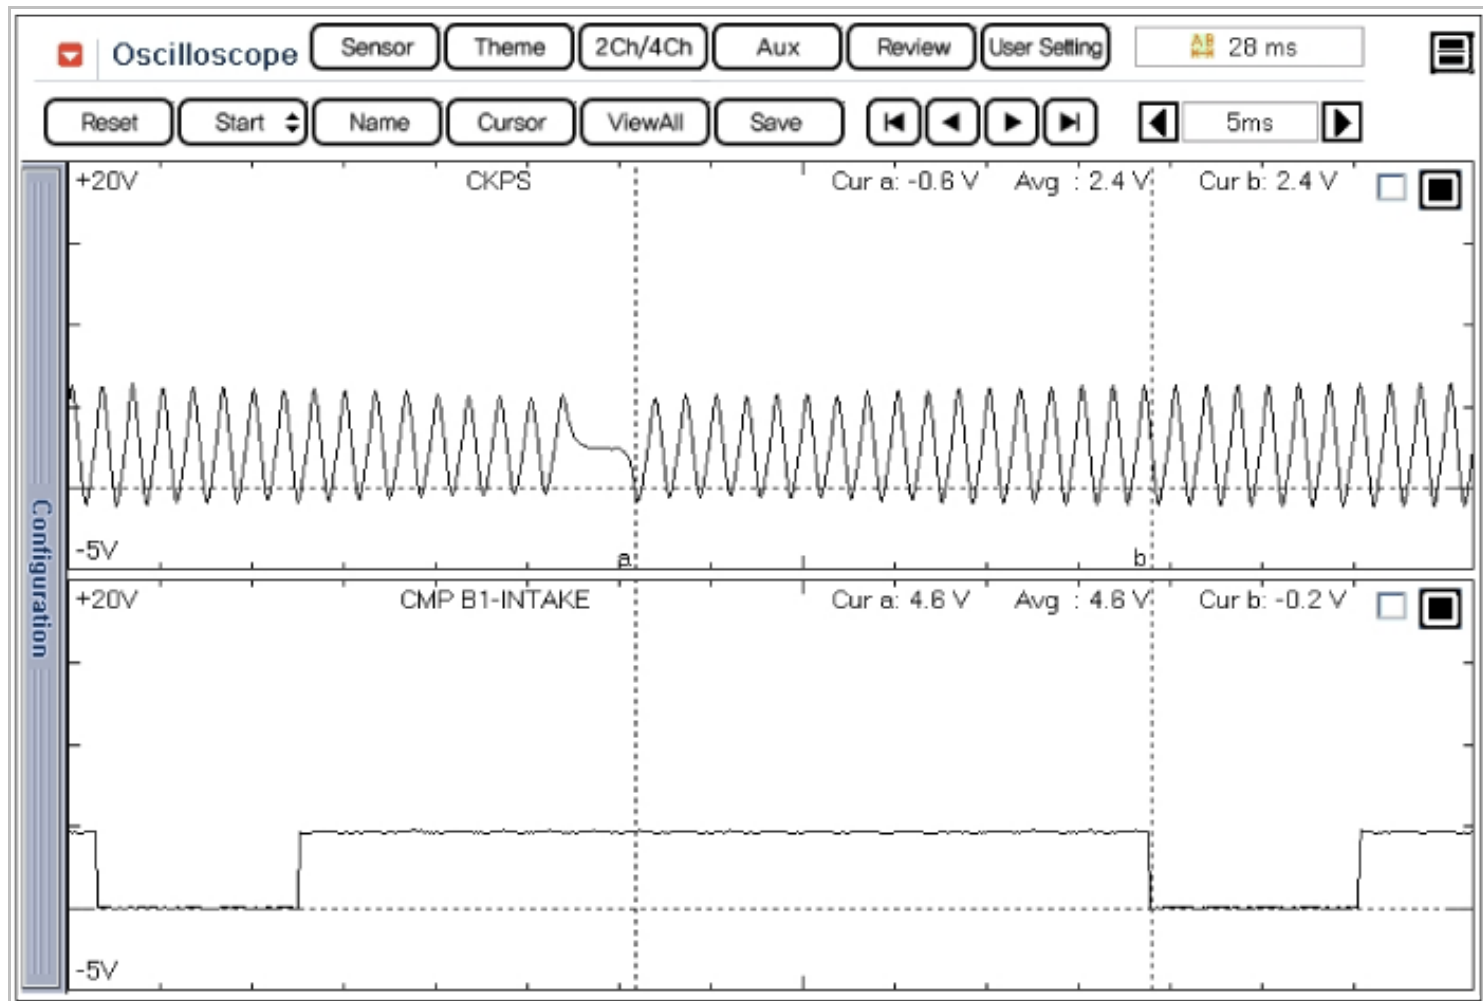 Oscilloscope Sensor Theme 2Ch/4Ch Aux Review User Setting AB 28 ms
Reset Start Name Cursor ViewAll Save 5ms
+20V CKPS Cur a: -0.6 V Avg : 2.4 V Cur b: 2.4 V
-5V a b
+20V CMP B1-INTAKE Cur a: 4.6 V Avg : 4.6 V Cur b: -0.2 V
-5V
Configuration